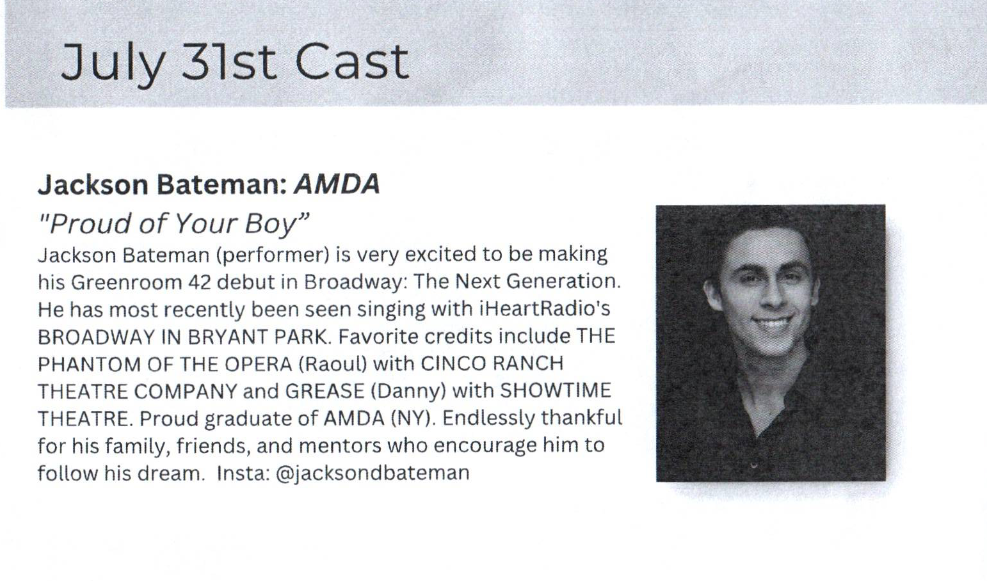 July 31st Cast
Jackson Bateman: AMDA
"Proud of Your Boy”
Jackson Bateman (performer) is very excited to be making
his Greenroom 42 debut in Broadway: The Next Generation.
He has most recently been seen singing with iHeartRadio's
BROADWAY IN BRYANT PARK. Favorite credits include THE
PHANTOM OF THE OPERA (Raoul) with CINCO RANCH
THEATRE COMPANY and GREASE (Danny) with SHOWTIME
THEATRE. Proud graduate of AMDA (NY). Endlessly thankful
for his family, friends, and mentors who encourage him to
follow his dream.  Insta: @jacksondbateman